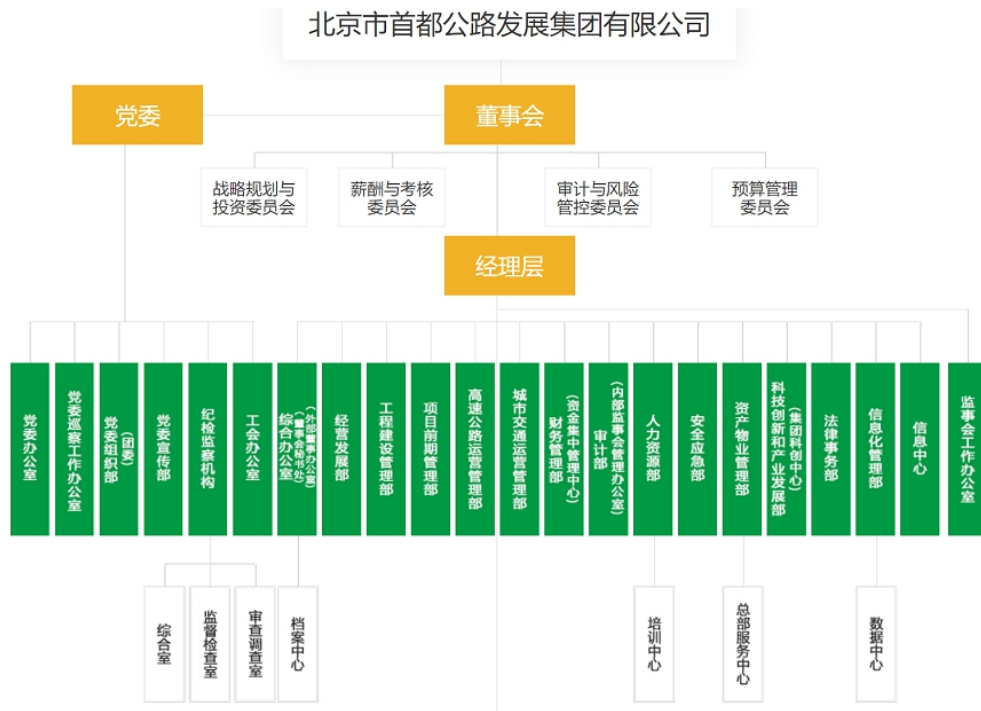 北京市首都公路发展集团有限公司
党委
董事会
战略规划与
投资委员会
薪酬与考核
委员会
审计与风险
管控委员会
预算管理
委员会
经理层
党委办公室
党委巡察工作办公室
党委组织部
（团委）
党委宣传部
纪检监察机构
工会办公室
综合办公室
（董事会秘书处）
（外部董事办公室）
经营发展部
工程建设管理部
项目前期管理部
高速公路运营管理部
城市交通运营管理部
财务管理部
（资金集中管理中心）
审计部
（内部监事会管理办公室）
人力资源部
安全应急部
资产物业管理部
科技创新和产业发展部
（集团科创中心）
法律事务部
信息化管理部
信息中心
监事会工作办公室
综合室
监督检查室
审查调查室
档案中心
培训中心
总部服务中心
数据中心